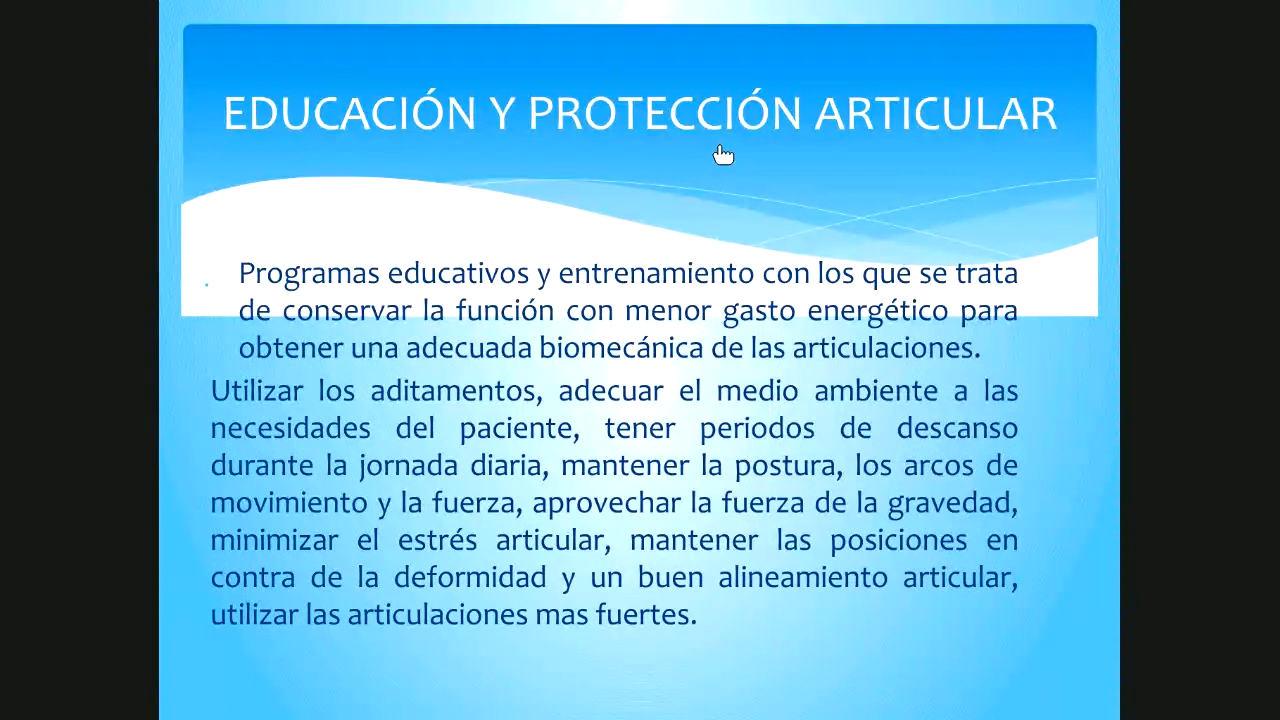 EDUCACIÓN Y PROTECCIÓN ARTICULAR
Programas educativos y entrenamiento con los que se trata
de conservar la función con menor gasto energético para
obtener una adecuada biomecánica de las articulaciones.
Utilizar los aditamentos, adecuar el medio ambiente a las
necesidades del paciente, tener periodos de descanso
durante la jornada diaria, mantener la postura, los arcos de
movimiento y la fuerza, aprovechar la fuerza de la gravedad,
minimizar el estrés articular, mantener las posiciones en
contra de la deformidad y un buen alineamiento articular,
utilizar las articulaciones mas fuertes.